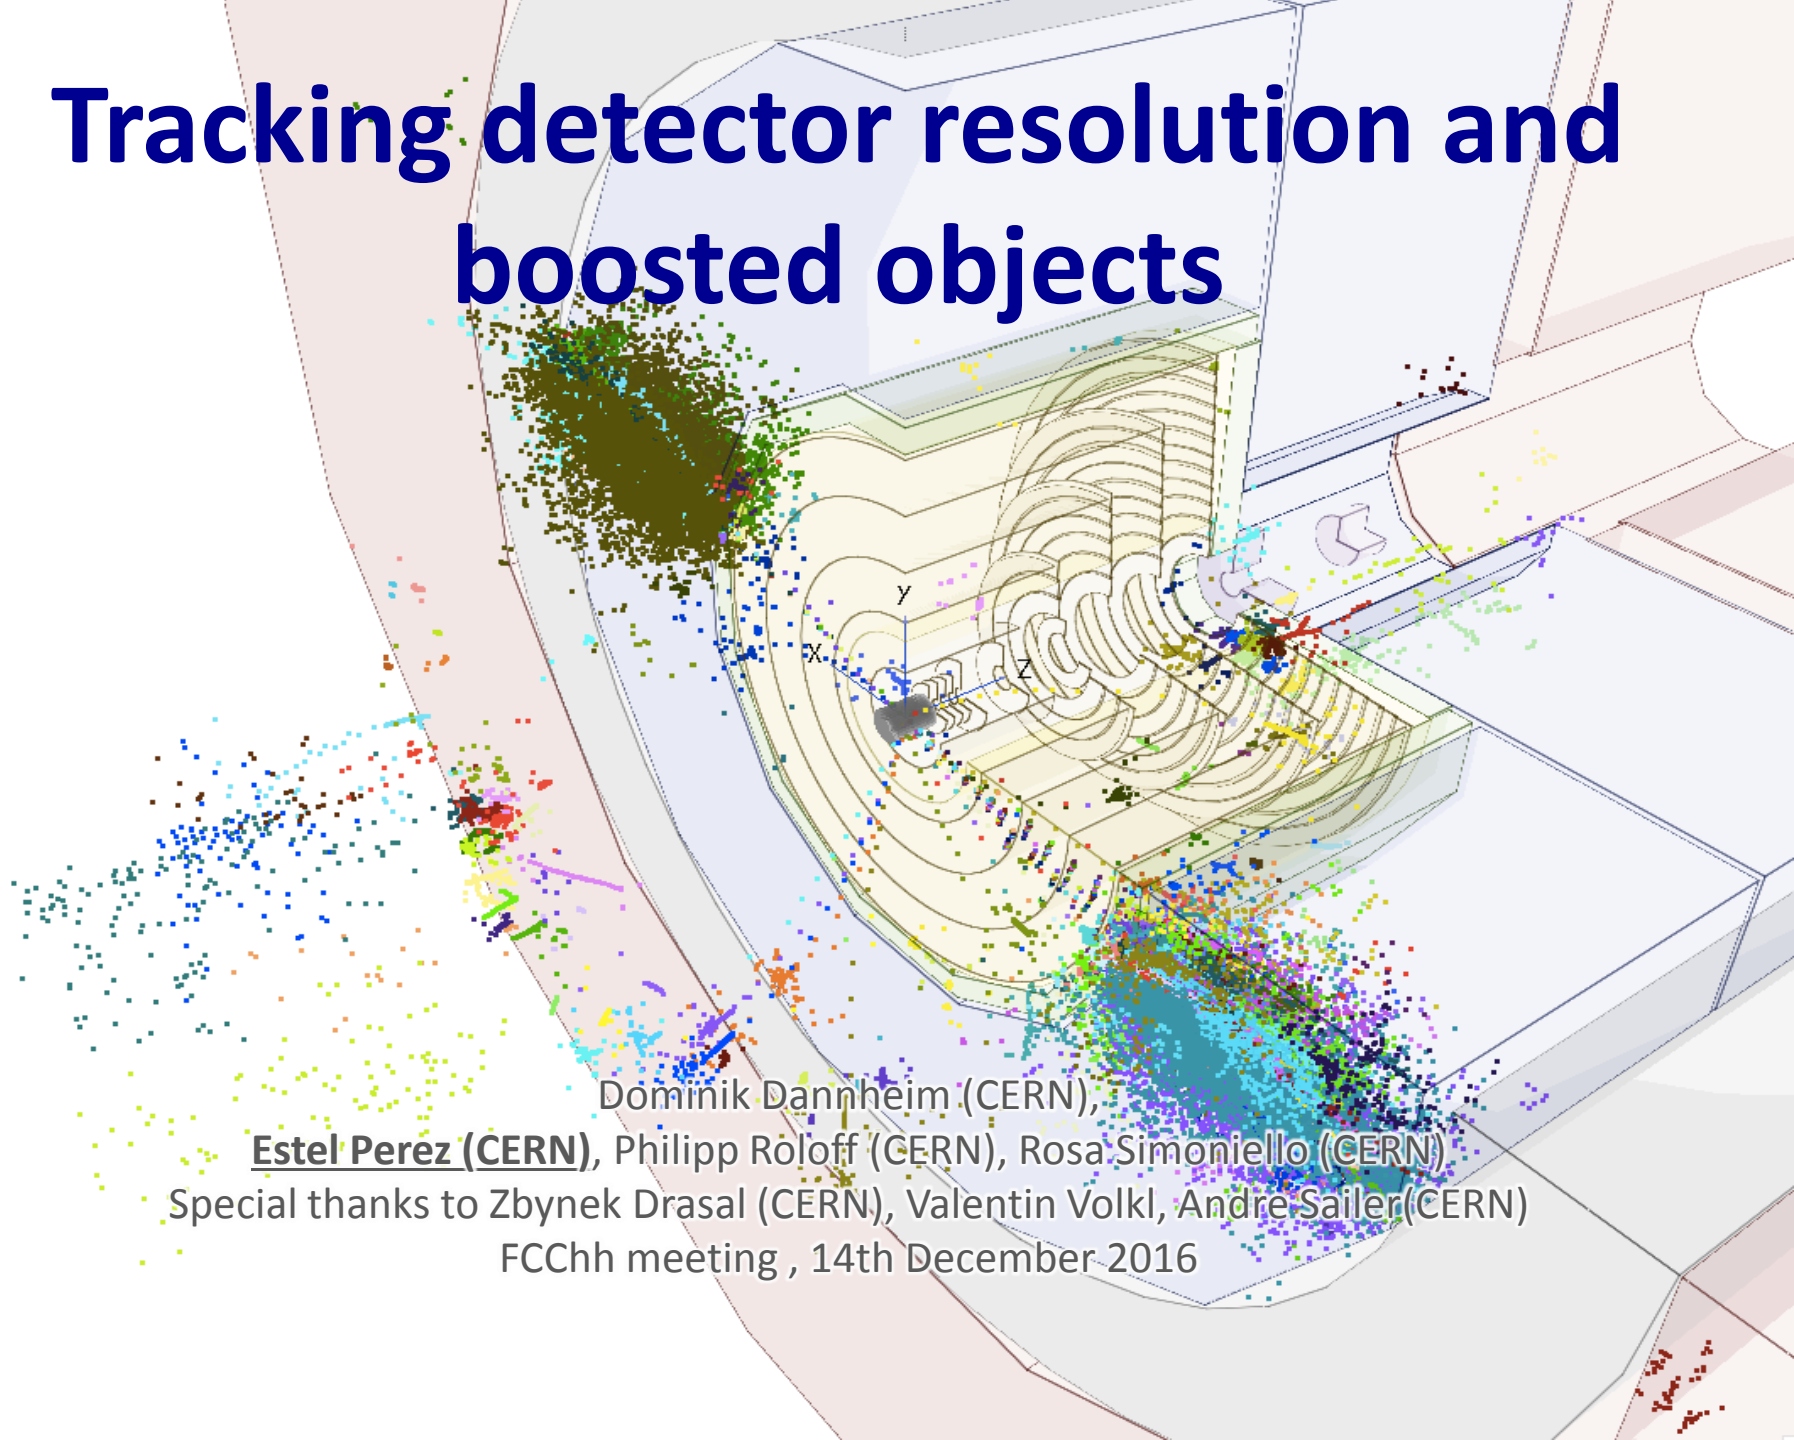 Tracking detector resolution and
boosted objects
y
X
Z
Dominik Dannheim (CERN),
Estel Perez (CERN), Philipp Roloff (CERN), Rosa Simoniello (CERN)
Special thanks to Zbynek Drasal (CERN), Valentin Volkl, Andre Sailer(CERN)
FCChh meeting , 14th December 2016